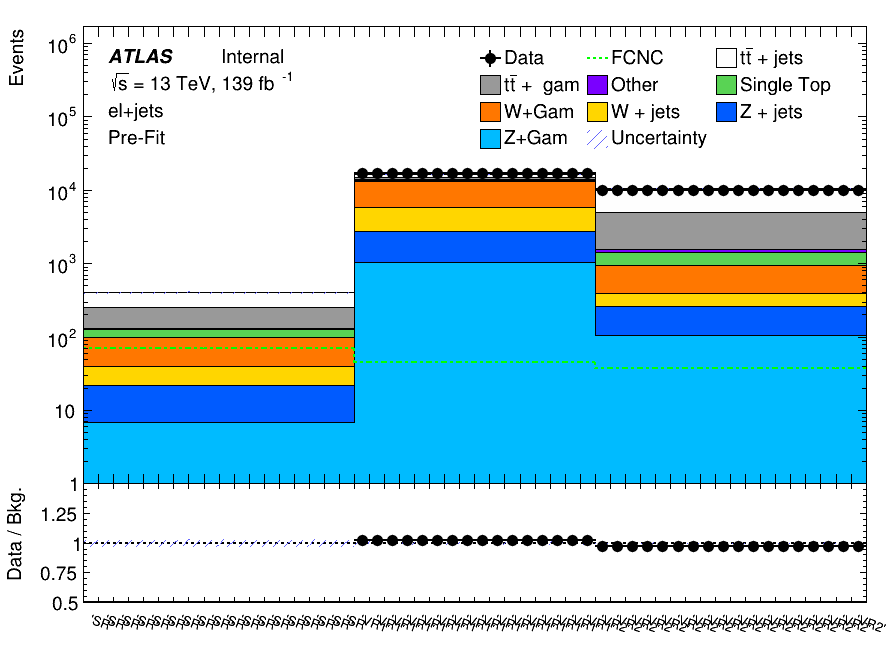 Events
10^6
10^5
10^4
10^3
10^2
10
1
ATLAS Internal
√s = 13 TeV, 139 fb^-1
el+jets
Pre-Fit
Data
FCNC
tt̄ + jets
tt̄ + gam
Other
Single Top
W+Gam
W + jets
Z + jets
Z+Gam
Uncertainty
Data / Bkg.
1.25
1
0.75
0.5